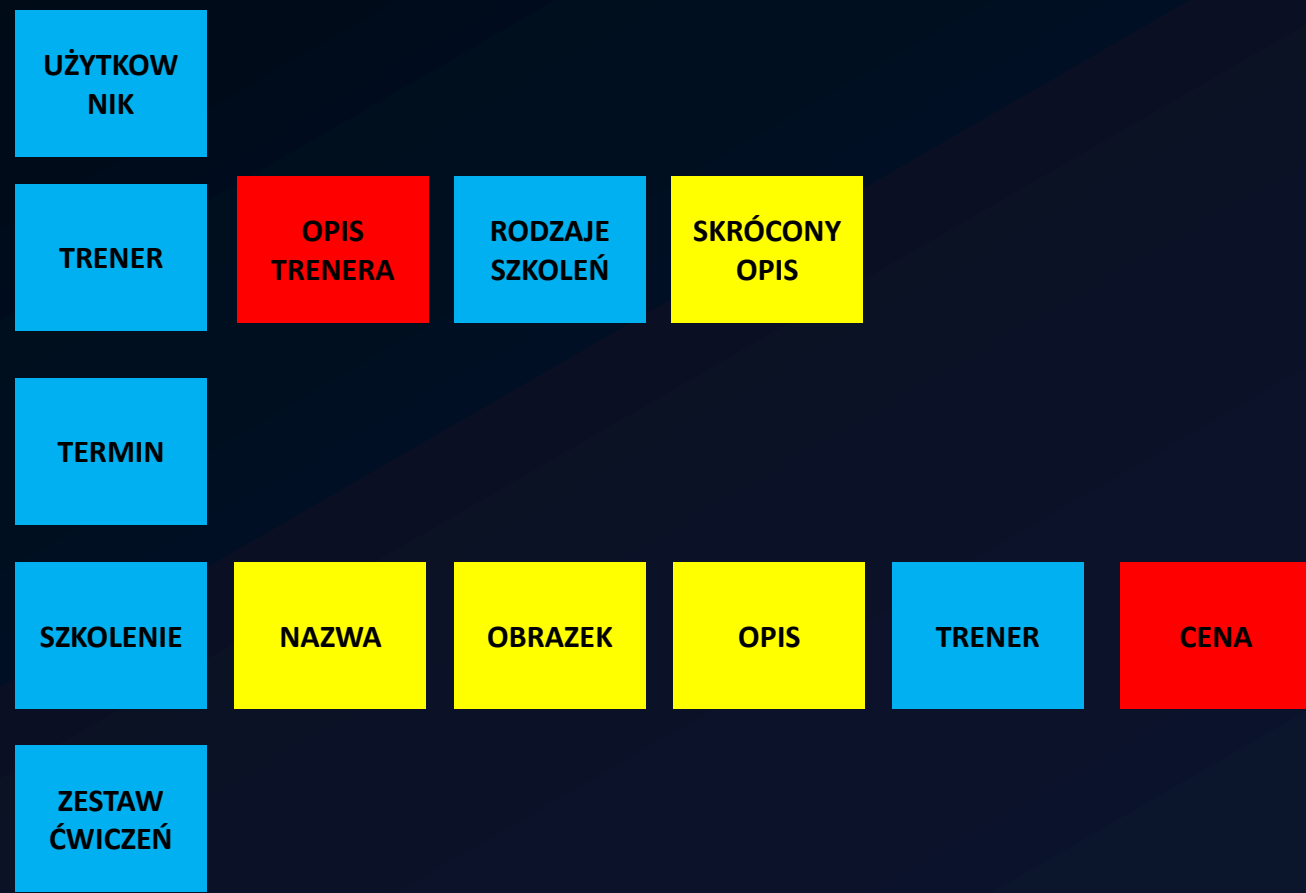 UŻYTKOW
NIK
TRENER
OPIS
TRENERA
RODZAJE
SZKOLEŃ
SKRÓCONY
OPIS
TERMIN
SZKOLENIE
NAZWA
OBRAZEK
OPIS
TRENER
CENA
ZESTAW
ĆWICZEŃ